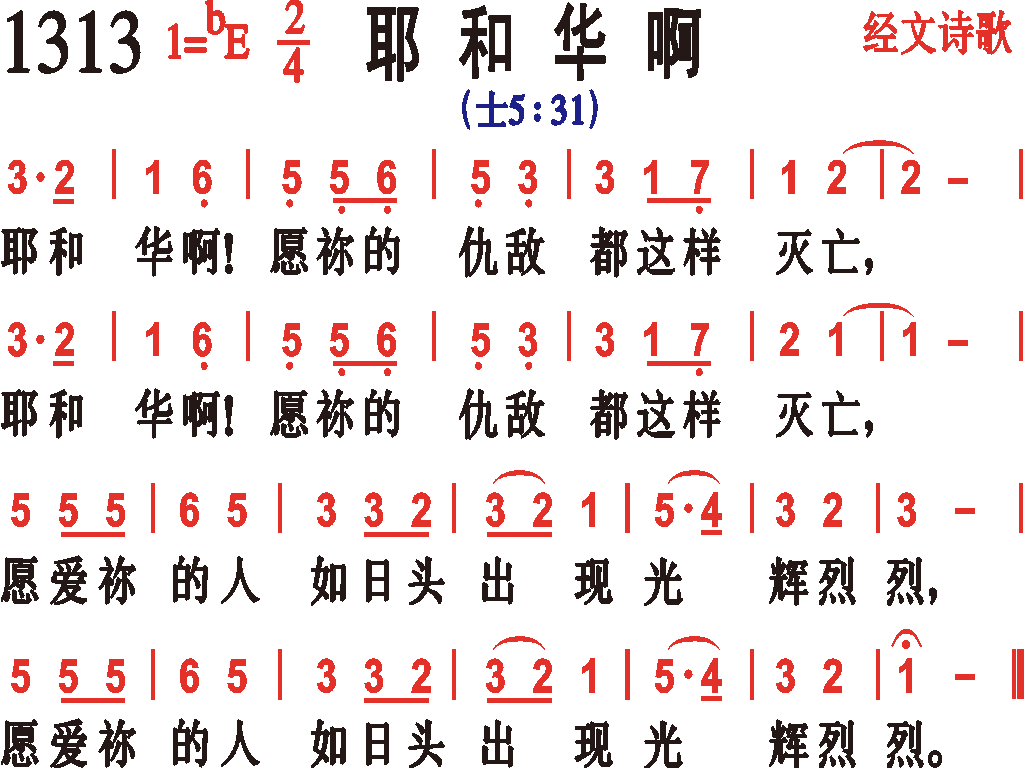 1313 1=bE 2/4 耶和华啊 经文诗歌
(士5:31)
3·2 | 1 6 | 5 5 6 | 5 3 | 3 1 7 | 1 2 | 2 – |
耶和 华啊! 愿祢的 仇敌 都这样 灭亡,
3·2 | 1 6 | 5 5 6 | 5 3 | 3 1 7 | 2 1 | 1 – |
耶和 华啊! 愿祢的 仇敌 都这样 灭亡,
5 5 5 | 6 5 | 3 3 2 | 3 2 1 | 5·4 | 3 2 | 3 – |
愿爱祢 的人 如日头 出 现 光 辉烈 烈,
5 5 5 | 6 5 | 3 3 2 | 3 2 1 | 5·4 | 3 2 | 1 – ‖
愿爱祢 的人 如日头 出 现 光 辉烈 烈。